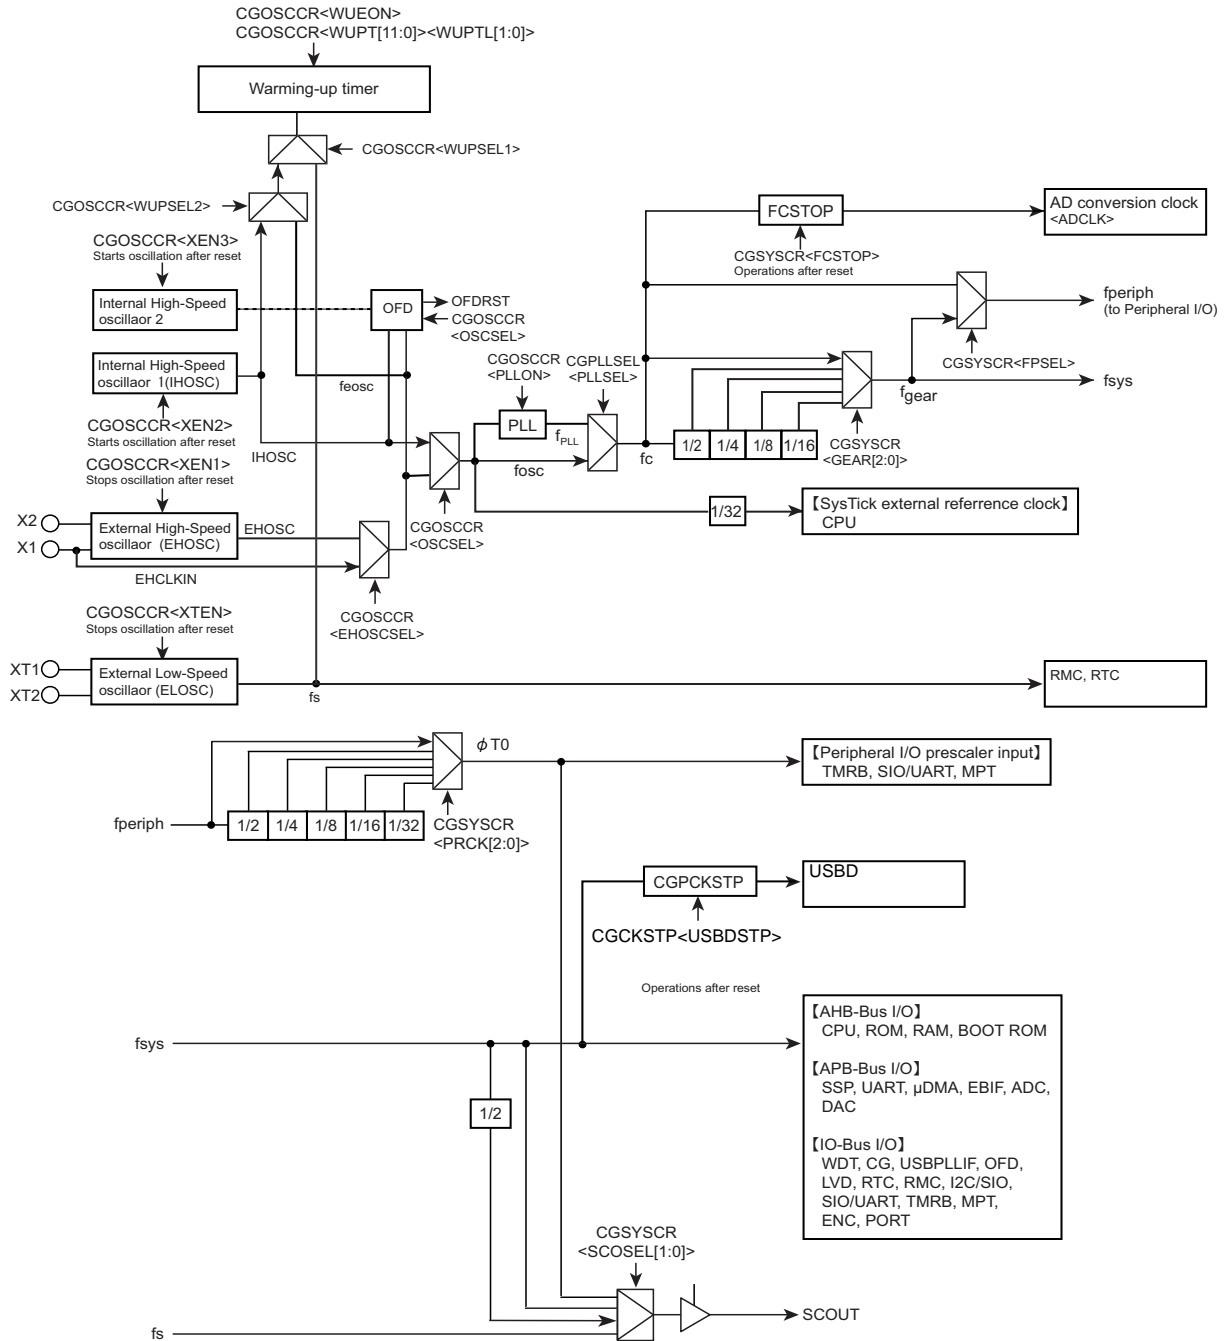 CGOSCCR<WUEON>
CGOSCCR<WUPT[11:0]><WUPTL[1:0]>
Warming-up timer
CGOSCCR<WUPSEL1>
CGOSCCR<WUPSEL2>
FCSTOP
AD conversion clock
<ADCLK>
CGOSCCR<XEN3>
Starts oscillation after reset
CGSYSCR<FCSTOP>
Operations after reset
Internal High-Speed
oscillaor 2
OFD
OFDRST
CGOSCCR
<OSCSEL>
fperiph
(to Peripheral I/O)
Internal High-Speed
oscillaor 1(IHOSC)
feosc
CGOSCCR
<PLLON>
CGPLLSEL
<PLLSEL>
CGSYSCR<FPSEL>
fsys
fgear
CGOSCCR<XEN2>
Starts oscillation after reset
PLL
fPLL
1/2
1/4
1/8
1/16
CGSYSCR
<GEAR[2:0]>
IHOSC
fosc
fc
CGOSCCR<XEN1>
Stops oscillation after reset
X2
X1
External High-Speed
oscillaor (EHOSC)
EHOSC
CGOSCCR
<OSCSEL>
1/32
【SysTick external referrence clock】
CPU
EHCLKIN
CGOSCCR
<EHOSCSEL>
CGOSCCR<XTEN>
Stops oscillation after reset
XT1
XT2
External Low-Speed
oscillaor (ELOSC)
fs
RMC, RTC
ϕT0
【Peripheral I/O prescaler input】
TMRB, SIO/UART, MPT
fperiph
1/2
1/4
1/8
1/16
1/32
CGSYSCR
<PRCK[2:0]>
CGPCKSTP
USBD
CGCKSTP<USBDSTP>
Operations after reset
fsys
【AHB-Bus I/O】
CPU, ROM, RAM, BOOT ROM
【APB-Bus I/O】
SSP, UART, µDMA, EBIF, ADC,
DAC
1/2
【IO-Bus I/O】
WDT, CG, USBPLLIF, OFD,
LVD, RTC, RMC, I2C/SIO,
SIO/UART, TMRB, MPT,
ENC, PORT
CGSYSCR
<SCOSEL[1:0]>
SCOUT
fs